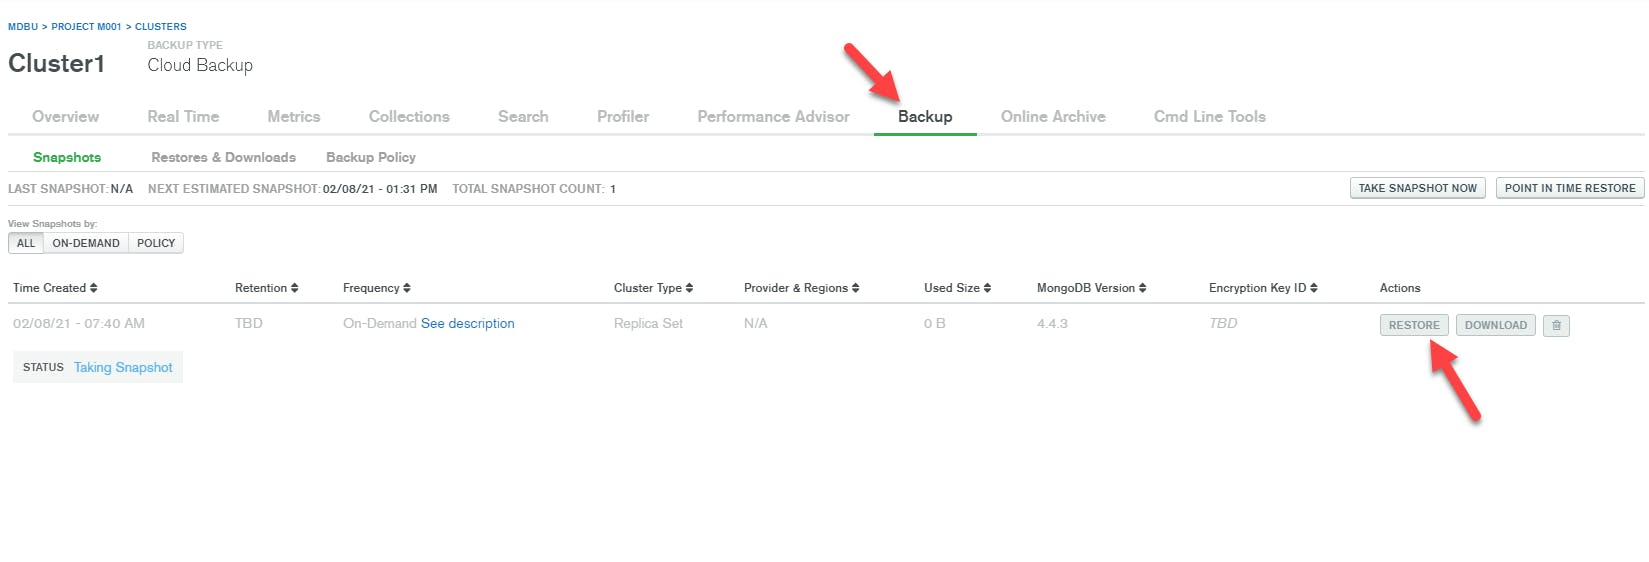 MDBU > PROJECT M001 > CLUSTERS
Cluster1
BACKUP TYPE
Cloud Backup
Overview Real Time Metrics Collections Search Profiler Performance Advisor Backup Online Archive Cmd Line Tools
Snapshots Restores & Downloads Backup Policy
LAST SNAPSHOT: N/A NEXT ESTIMATED SNAPSHOT: 02/08/21 - 01:31 PM TOTAL SNAPSHOT COUNT: 1 TAKE SNAPSHOT NOW POINT IN TIME RESTORE
View Snapshots by:
ALL ON-DEMAND POLICY
Time Created Retention Frequency Cluster Type Provider & Regions Used Size MongoDB Version Encryption Key ID Actions
02/08/21 - 07:40 AM TBD On-Demand See description Replica Set N/A 0 B 4.4.3 TBD RESTORE DOWNLOAD
STATUS Taking Snapshot